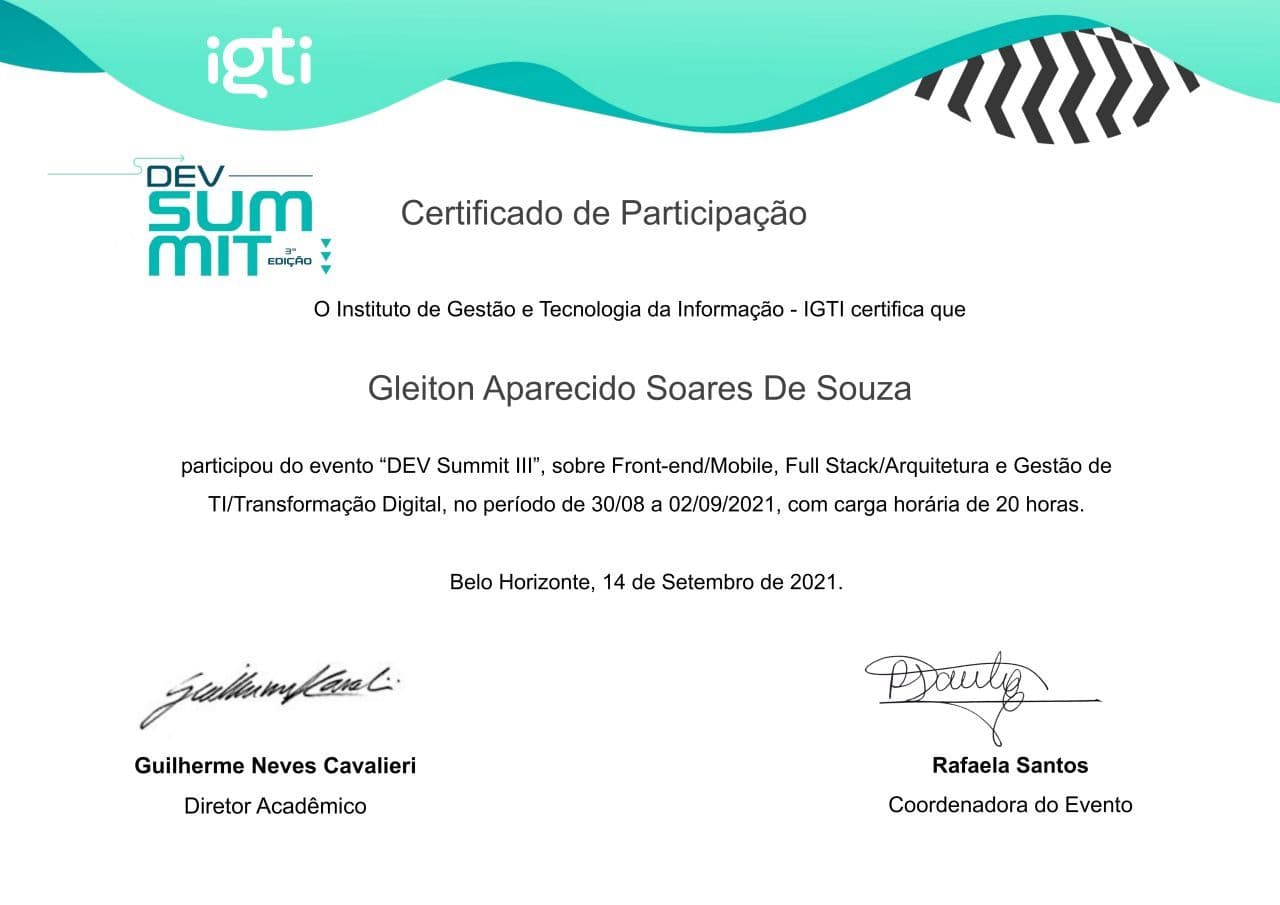 igti
DEV
SUM
MIT
3ª
EDIÇÃO
Certificado de Participação
O Instituto de Gestão e Tecnologia da Informação - IGTI certifica que
Gleiton Aparecido Soares De Souza
participou do evento “DEV Summit III”, sobre Front-end/Mobile, Full Stack/Arquitetura e Gestão de
TI/Transformação Digital, no período de 30/08 a 02/09/2021, com carga horária de 20 horas.
Belo Horizonte, 14 de Setembro de 2021.
Guilherme Neves Cavalieri
Diretor Acadêmico
Rafaela Santos
Coordenadora do Evento